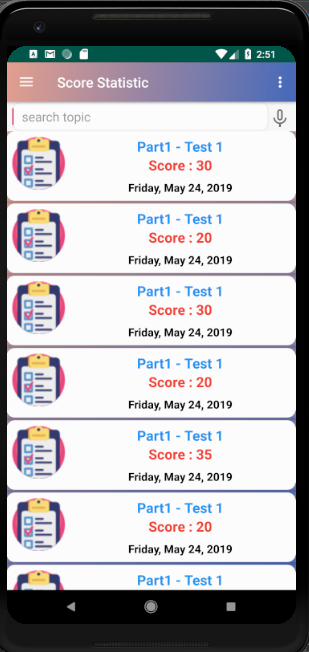 2:51
Score Statistic
search topic
Part1 - Test 1
Score : 30
Friday, May 24, 2019
Part1 - Test 1
Score : 20
Friday, May 24, 2019
Part1 - Test 1
Score : 30
Friday, May 24, 2019
Part1 - Test 1
Score : 20
Friday, May 24, 2019
Part1 - Test 1
Score : 35
Friday, May 24, 2019
Part1 - Test 1
Score : 20
Friday, May 24, 2019
Part1 - Test 1